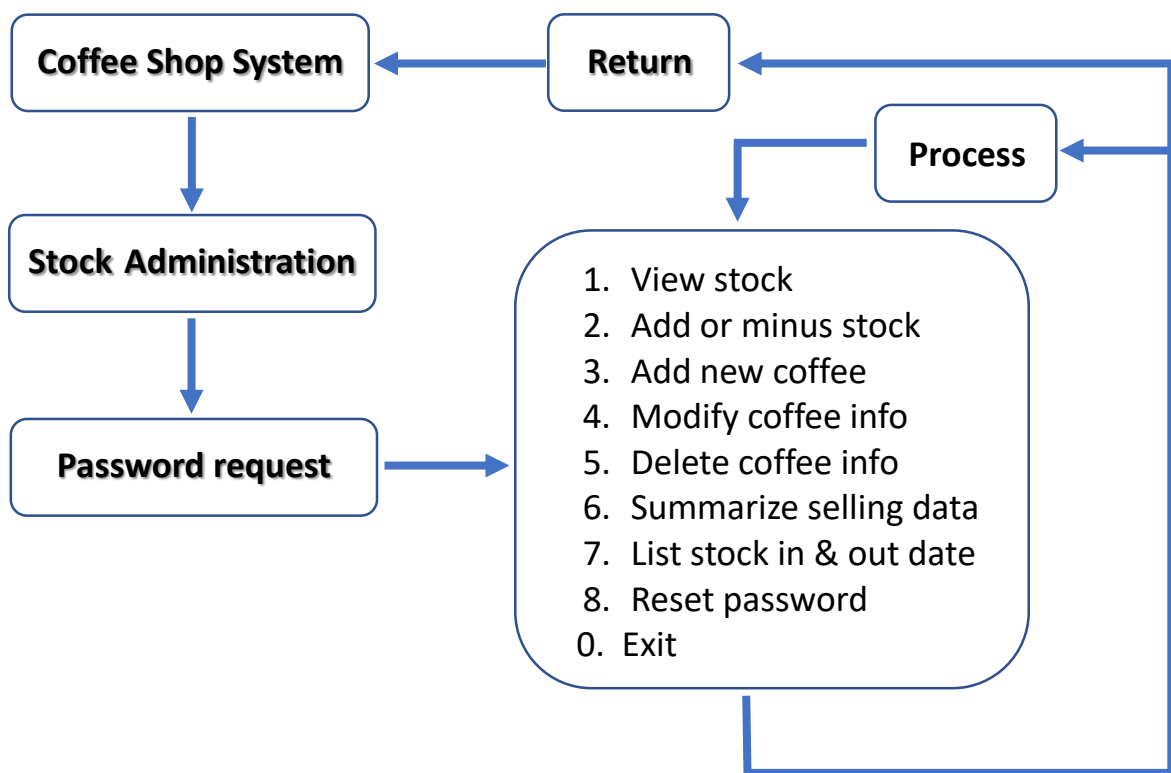 Coffee Shop System
Return
Process
Stock Administration
Password request
1. View stock
2. Add or minus stock
3. Add new coffee
4. Modify coffee info
5. Delete coffee info
6. Summarize selling data
7. List stock in & out date
8. Reset password
0. Exit